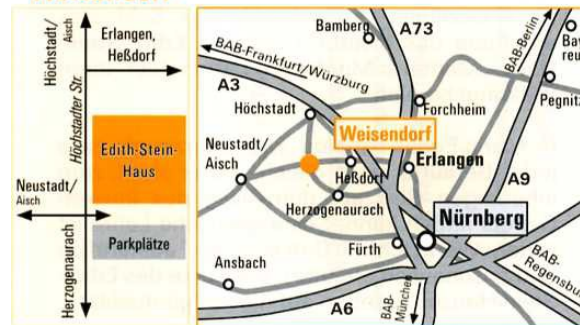 Höchstadt/
Aisch
Erlangen,
Heßdorf
Höchstadter Str.
Edith-Stein-
Haus
Neustadt/
Aisch
Parkplätze
Herzogenaurach
Bamberg
A73
BAB-Berlin
BAB-Frankfurt/Würzburg
A3
Pegnitz
Höchstadt
Forchheim
Weisendorf
Neustadt/
Aisch
Erlangen
Heßdorf
A9
Herzogenaurach
Nürnberg
Fürth
Ansbach
BAB-
Regensburg
A6
BAB-
München